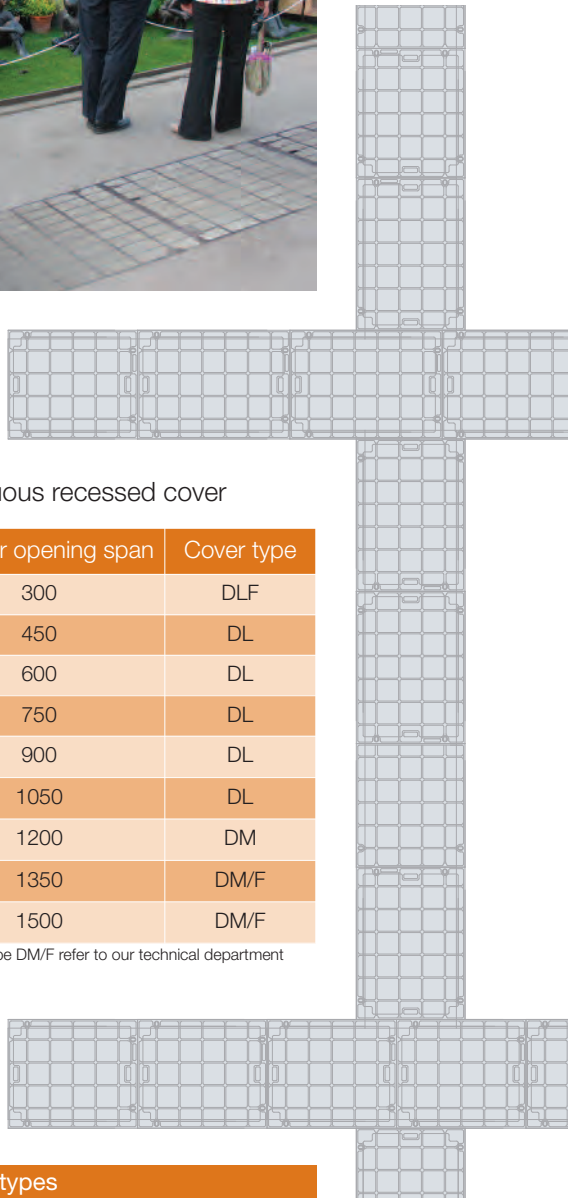 uous recessed cover
r opening span Cover type
300 DLF
450 DL
600 DL
750 DL
900 DL
1050 DL
1200 DM
1350 DM/F
1500 DM/F
pe DM/F refer to our technical department
types